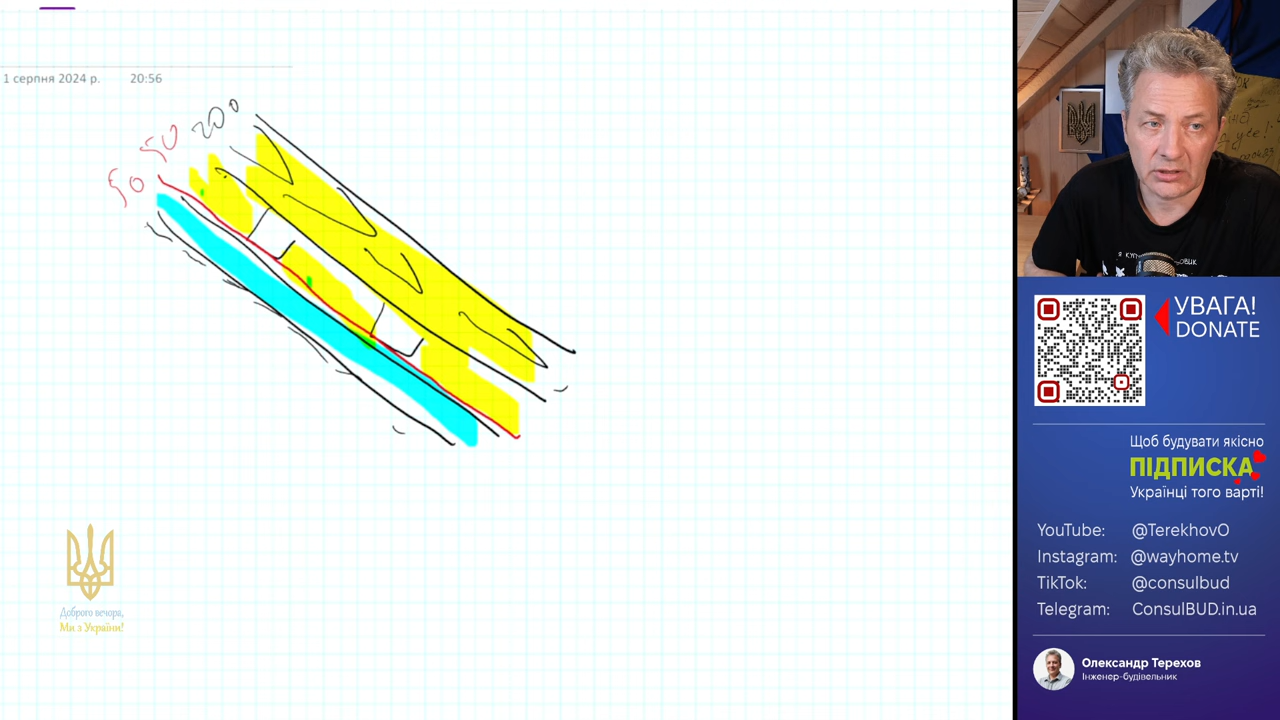 1 серпня 2024 р. 20:56
50 50 200
Доброго вечора,
Ми з України!
УВАГА!
DONATE
Щоб будувати якісно
ПІДПИСКА
Українці того варті!
YouTube: @TerekhovO
Instagram: @wayhome.tv
TikTok: @consulbud
Telegram: ConsulBUD.in.ua
Олександр Терехов
Інженер-будівельник